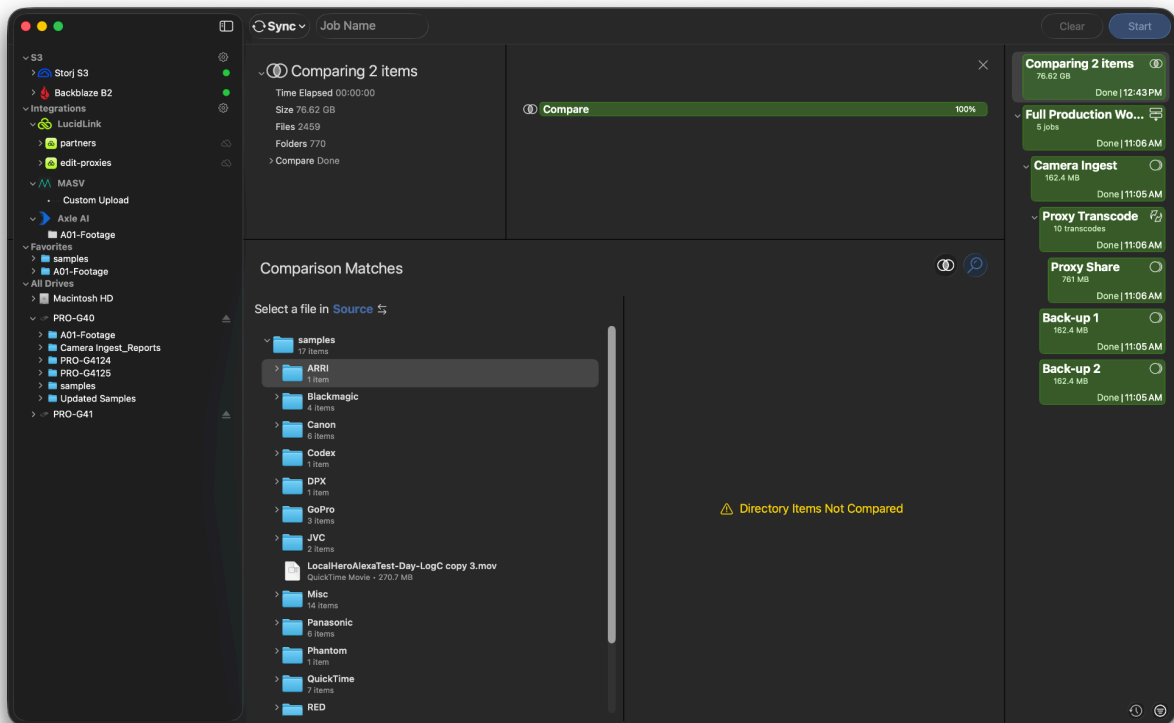 Sync
Job Name
Clear
Start
S3
Storj S3
Backblaze B2
Integrations
LucidLink
partners
edit-proxies
MASV
Custom Upload
Axle AI
A01-Footage
Favorites
samples
A01-Footage
All Drives
Macintosh HD
PRO-G40
A01-Footage
Camera Ingest_Reports
PRO-G4124
PRO-G4125
samples
Updated Samples
PRO-G41
Comparing 2 items
Time Elapsed 00:00:00
Size 76.62 GB
Files 2459
Folders 770
Compare Done
Compare 100%
Comparison Matches
Select a file in Source
samples
17 items
ARRI
1 item
Blackmagic
4 items
Canon
6 items
Codex
1 item
DPX
1 item
GoPro
3 items
JVC
2 items
LocalHeroAlexaTest-Day-LogC copy 3.mov
QuickTime Movie • 270.7 MB
Misc
14 items
Panasonic
6 items
Phantom
1 item
QuickTime
7 items
RED
Directory Items Not Compared
Comparing 2 items
76.62 GB
Done | 12:43 PM
Full Production Wo...
5 jobs
Done | 11:06 AM
Camera Ingest
162.4 MB
Done | 11:05 AM
Proxy Transcode
10 transcodes
Done | 11:06 AM
Proxy Share
761 MB
Done | 11:06 AM
Back-up 1
162.4 MB
Done | 11:05 AM
Back-up 2
162.4 MB
Done | 11:05 AM